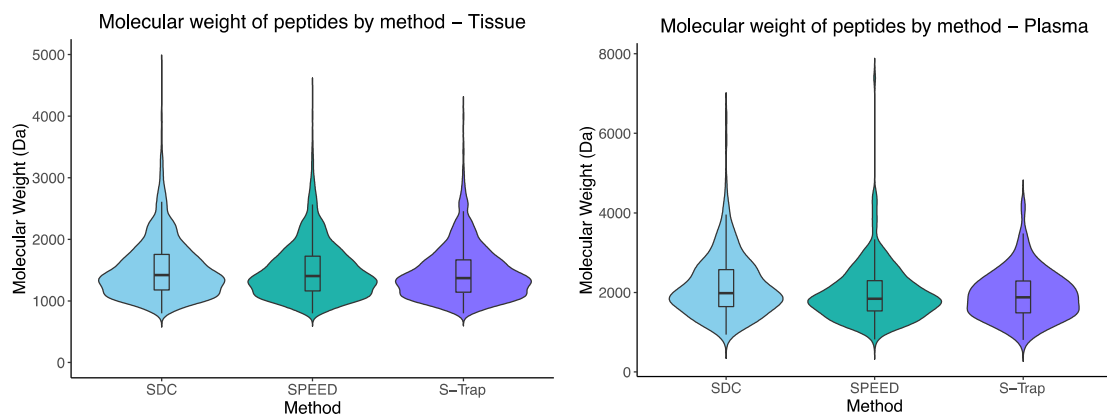 Molecular weight of peptides by method – Tissue
5000
4000
3000
2000
1000
0
Molecular Weight (Da)
SDC
SPEED
S−Trap
Method
Molecular weight of peptides by method – Plasma
8000
6000
4000
2000
0
Molecular Weight (Da)
SDC
SPEED
S−Trap
Method